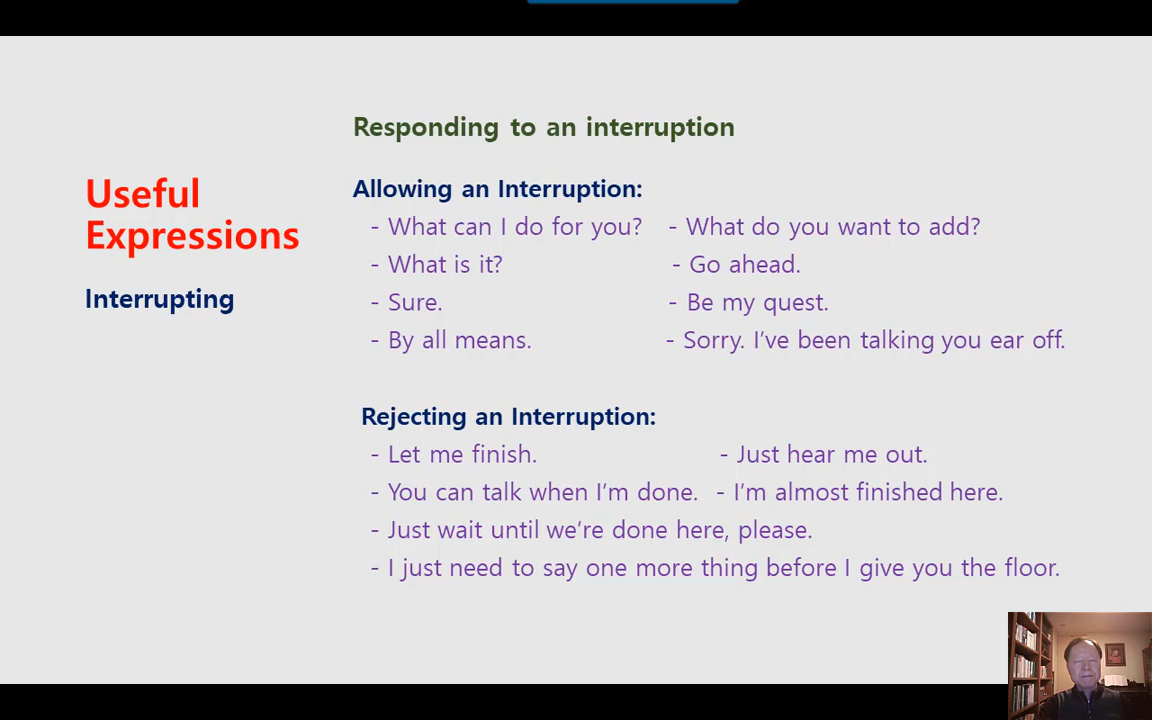 Responding to an interruption
Useful
Expressions
Interrupting
Allowing an Interruption:
- What can I do for you? - What do you want to add?
- What is it? - Go ahead.
- Sure. - Be my quest.
- By all means. - Sorry. I’ve been talking you ear off.
Rejecting an Interruption:
- Let me finish. - Just hear me out.
- You can talk when I’m done. - I’m almost finished here.
- Just wait until we’re done here, please.
- I just need to say one more thing before I give you the floor.